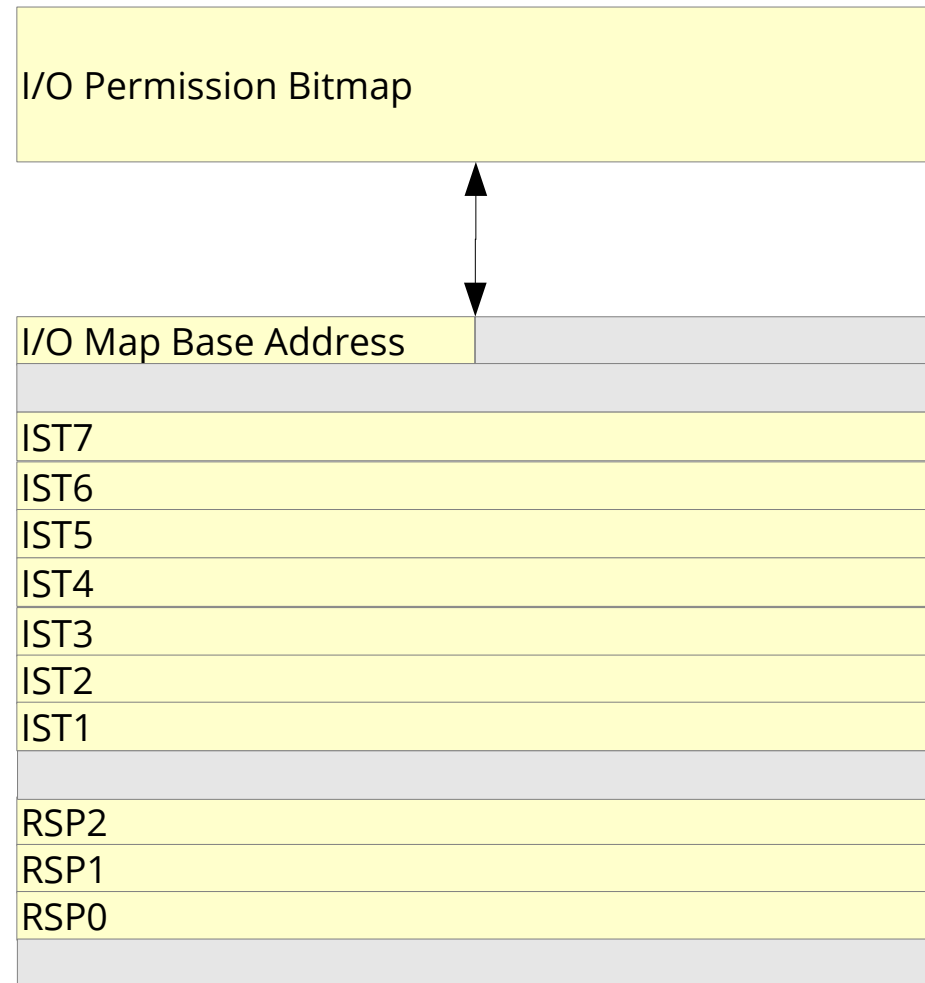 I/O Permission Bitmap
I/O Map Base Address
IST7
IST6
IST5
IST4
IST3
IST2
IST1
RSP2
RSP1
RSP0